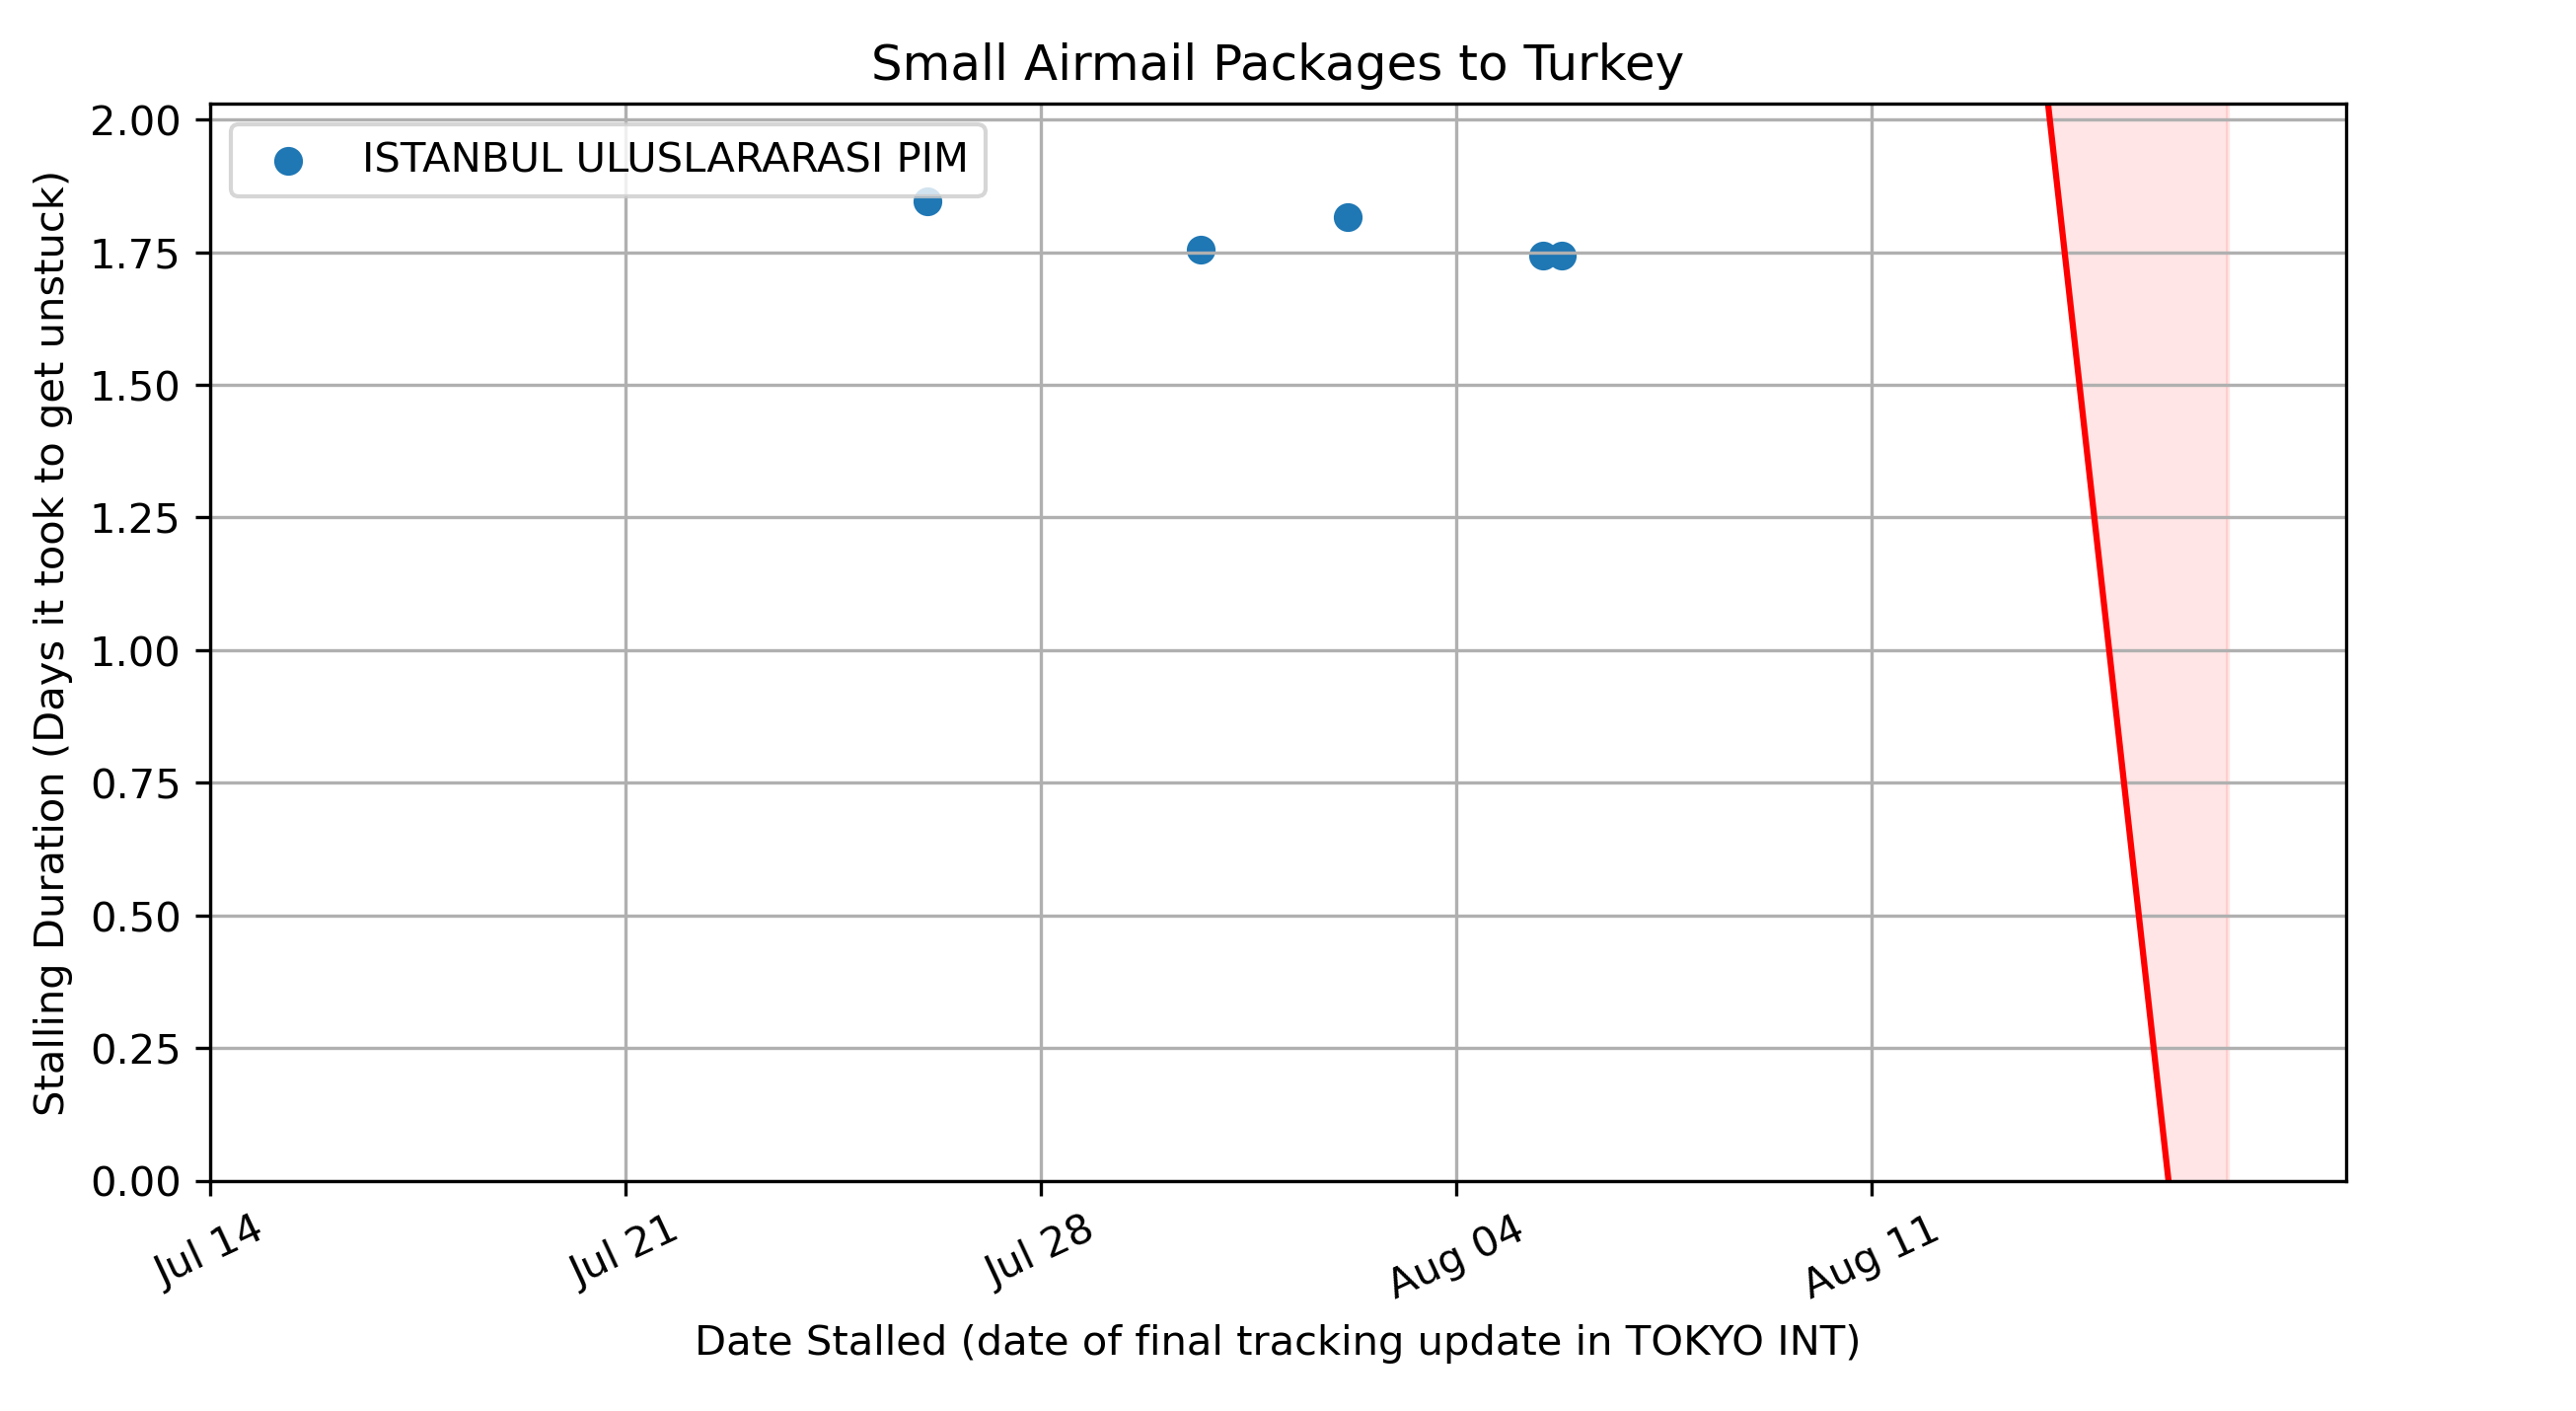 Small Airmail Packages to Turkey
ISTANBUL ULUSLARARASI PIM
Stalling Duration (Days it took to get unstuck)
2.00
1.75
1.50
1.25
1.00
0.75
0.50
0.25
0.00
Jul 14
Jul 21
Jul 28
Aug 04
Aug 11
Date Stalled (date of final tracking update in TOKYO INT)